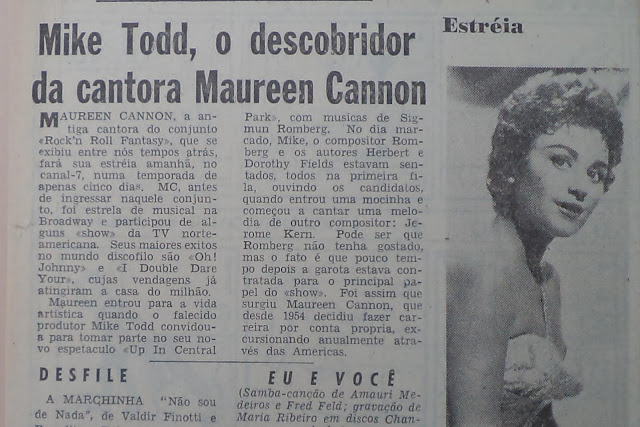 Mike Todd, o descobridor
da cantora Maureen Cannon
MAUREEN CANNON, a an-
tiga cantora do conjunto
«Rock'n Roll Fantasy», que se
exibiu entre nós tempos atrás,
fará sua estréia amanhã, no
canal-7, numa temporada de
apenas cinco dias. MC, antes
de ingressar naquele conjun-
to, foi estrela de musical na
Broadway e participou de al-
guns «show» da TV norte-
americana. Seus maiores exitos
no mundo discofilo são «Oh!
Johnny» e «I Double Dare
Your», cujas vendagens já
atingiram a casa do milhão.
Maureen entrou para a vida
artística quando o falecido
produtor Mike Todd convidou-
a para tomar parte no seu no-
vo espetaculo «Up In Central
Park», com musicas de Sig-
mun Romberg. No dia mar-
cado, Mike, o compositor Rom-
berg e os autores Herbert e
Dorothy Fields estavam sen-
tados, todos na primeira fi-
la, ouvindo os candidatos,
quando entrou uma mocinha e
começou a cantar uma melo-
dia de outro compositor: Je-
rome Kern. Pode ser que
Romberg não tenha gostado,
mas o fato é que pouco tem-
po depois a garota estava con-
tratada para o principal pa-
pel do «show». Foi assim que
surgiu Maureen Cannon, que
desde 1954 decidiu fazer car-
reira por conta propria, ex-
cursionando anualmente atra-
vés das Americas.
Estréia
DESFILE
A MARCHINHA "Não sou
de Nada", de Valdir Finotti e
EU E VOCÊ
(Samba-canção de Amauri Me-
deiros e Fred Feld; gravação de
Maria Ribeiro em discos Chan-